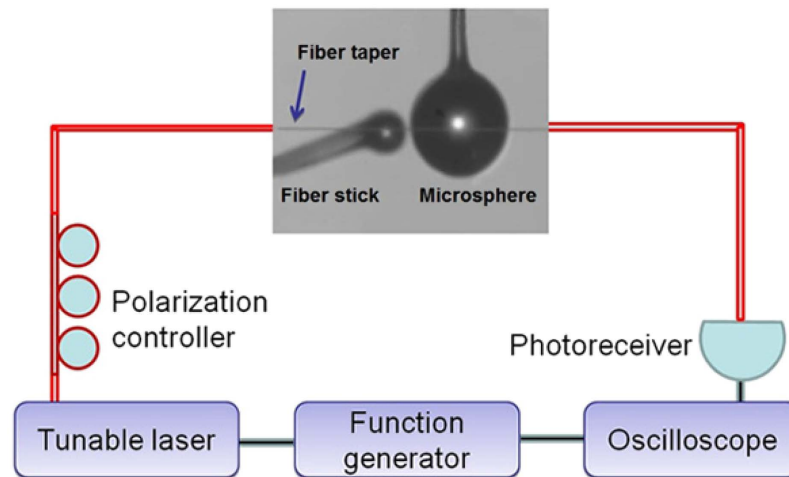 Fiber taper
Fiber stick
Microsphere
Polarization
controller
Photoreceiver
Tunable laser
Function
generator
Oscilloscope